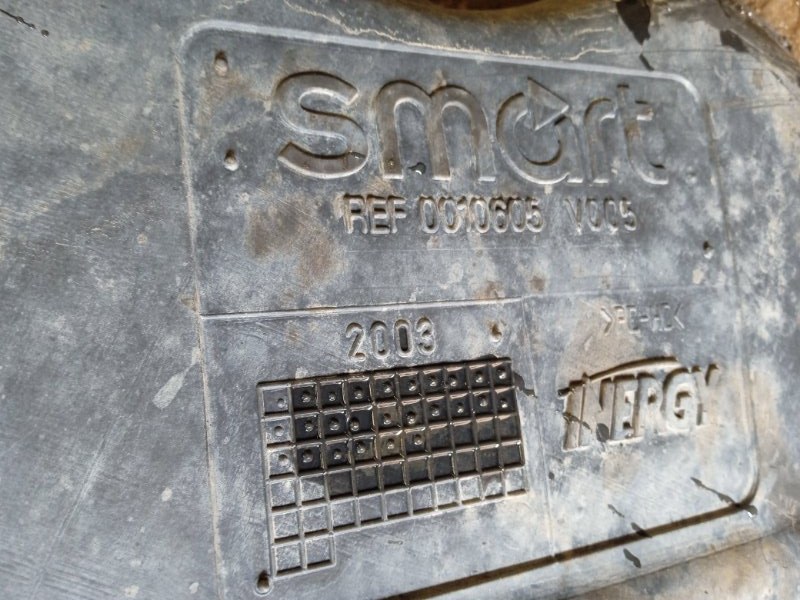 smart
REF 0010605 V005
2003
>PE-HD<
INERGY